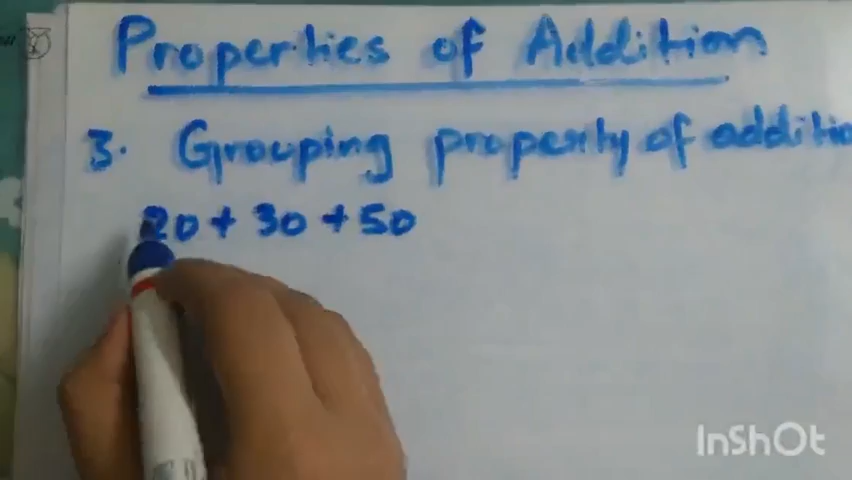 Properties of Addition
3. Grouping property of additio
20 + 30 + 50
InShOt